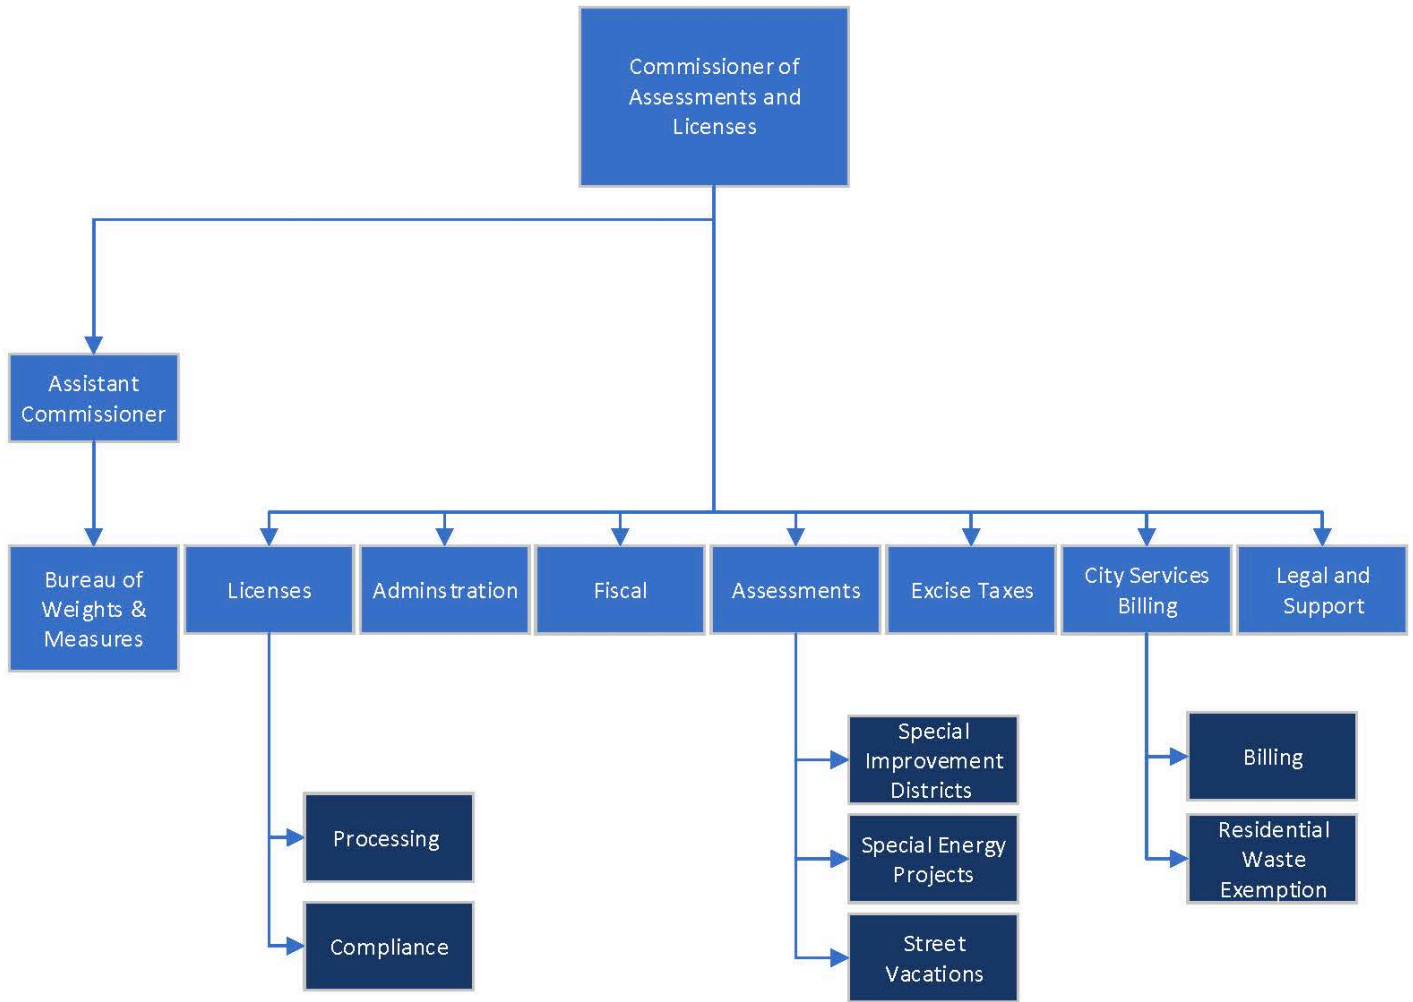 Commissioner of
Assessments and
Licenses
Assistant
Commissioner
Bureau of
Weights &
Measures
Licenses
Adminstration
Fiscal
Assessments
Excise Taxes
City Services
Billing
Legal and
Support
Processing
Compliance
Special
Improvement
Districts
Special Energy
Projects
Street
Vacations
Billing
Residential
Waste
Exemption